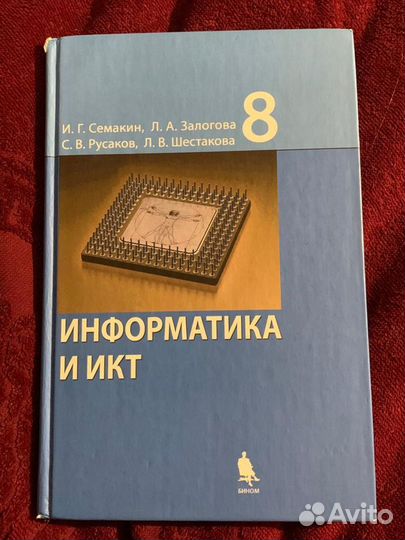 И. Г. Семакин, Л. А. Залогова
С. В. Русаков, Л. В. Шестакова
8
ИНФОРМАТИКА
И ИКТ
БИНОМ
Avito